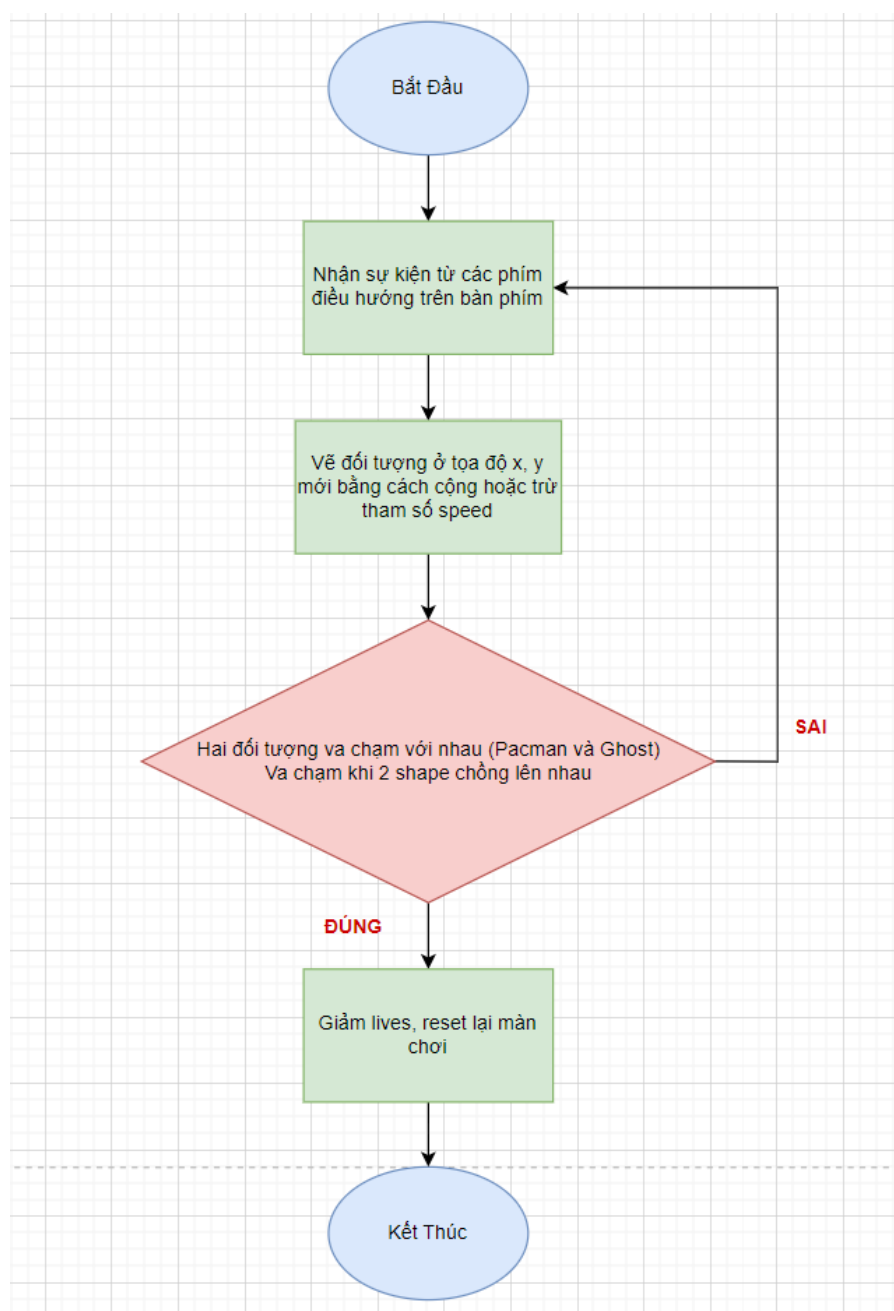 Bắt Đầu
Nhận sự kiện từ các phím
điều hướng trên bàn phím
Vẽ đối tượng ở tọa độ x, y
mới bằng cách cộng hoặc trừ
tham số speed
Hai đối tượng va chạm với nhau (Pacman và Ghost)
Va chạm khi 2 shape chồng lên nhau
SAI
ĐÚNG
Giảm lives, reset lại màn
chơi
Kết Thúc